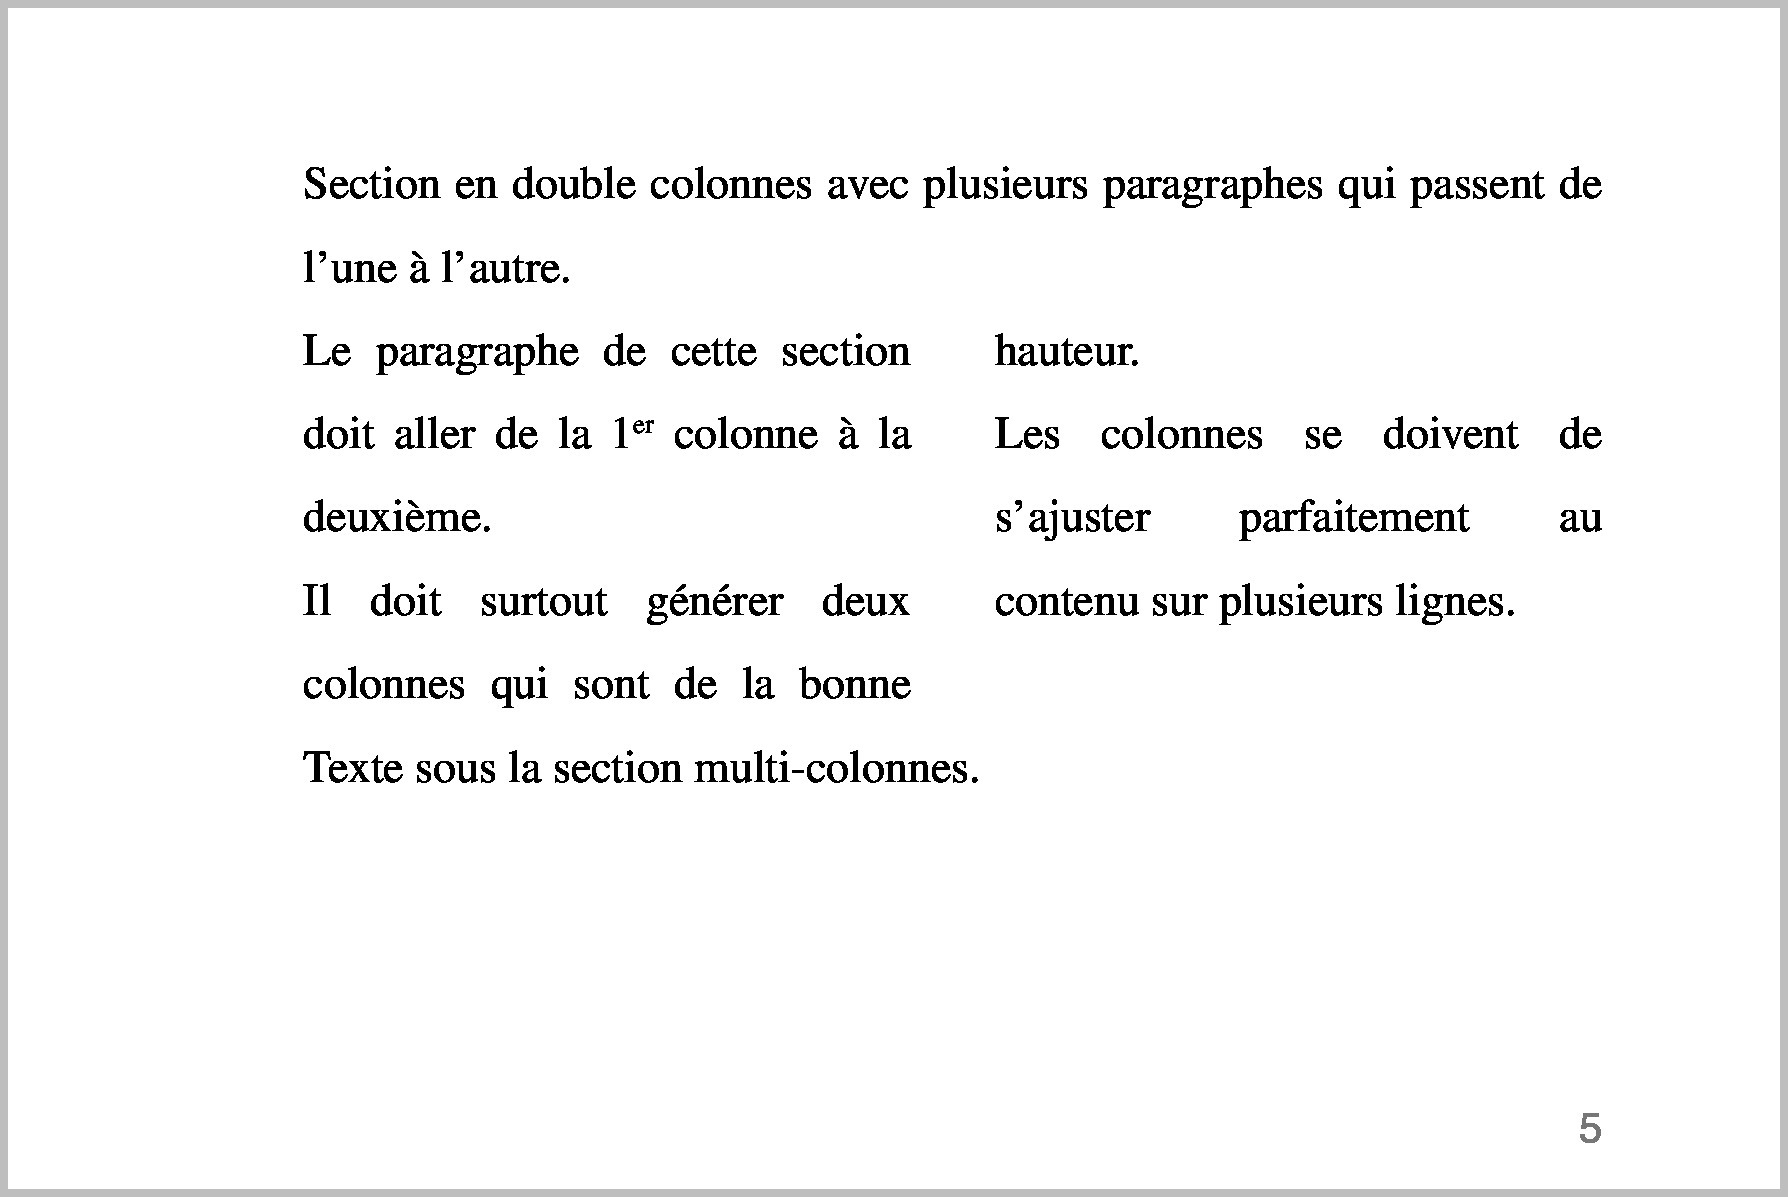 Section en double colonnes avec plusieurs paragraphes qui passent de
l’une à l’autre.
Le paragraphe de cette section
doit aller de la 1er colonne à la
deuxième.
Il doit surtout générer deux
colonnes qui sont de la bonne
hauteur.
Les colonnes se doivent de
s’ajuster parfaitement au
contenu sur plusieurs lignes.
Texte sous la section multi-colonnes.
5